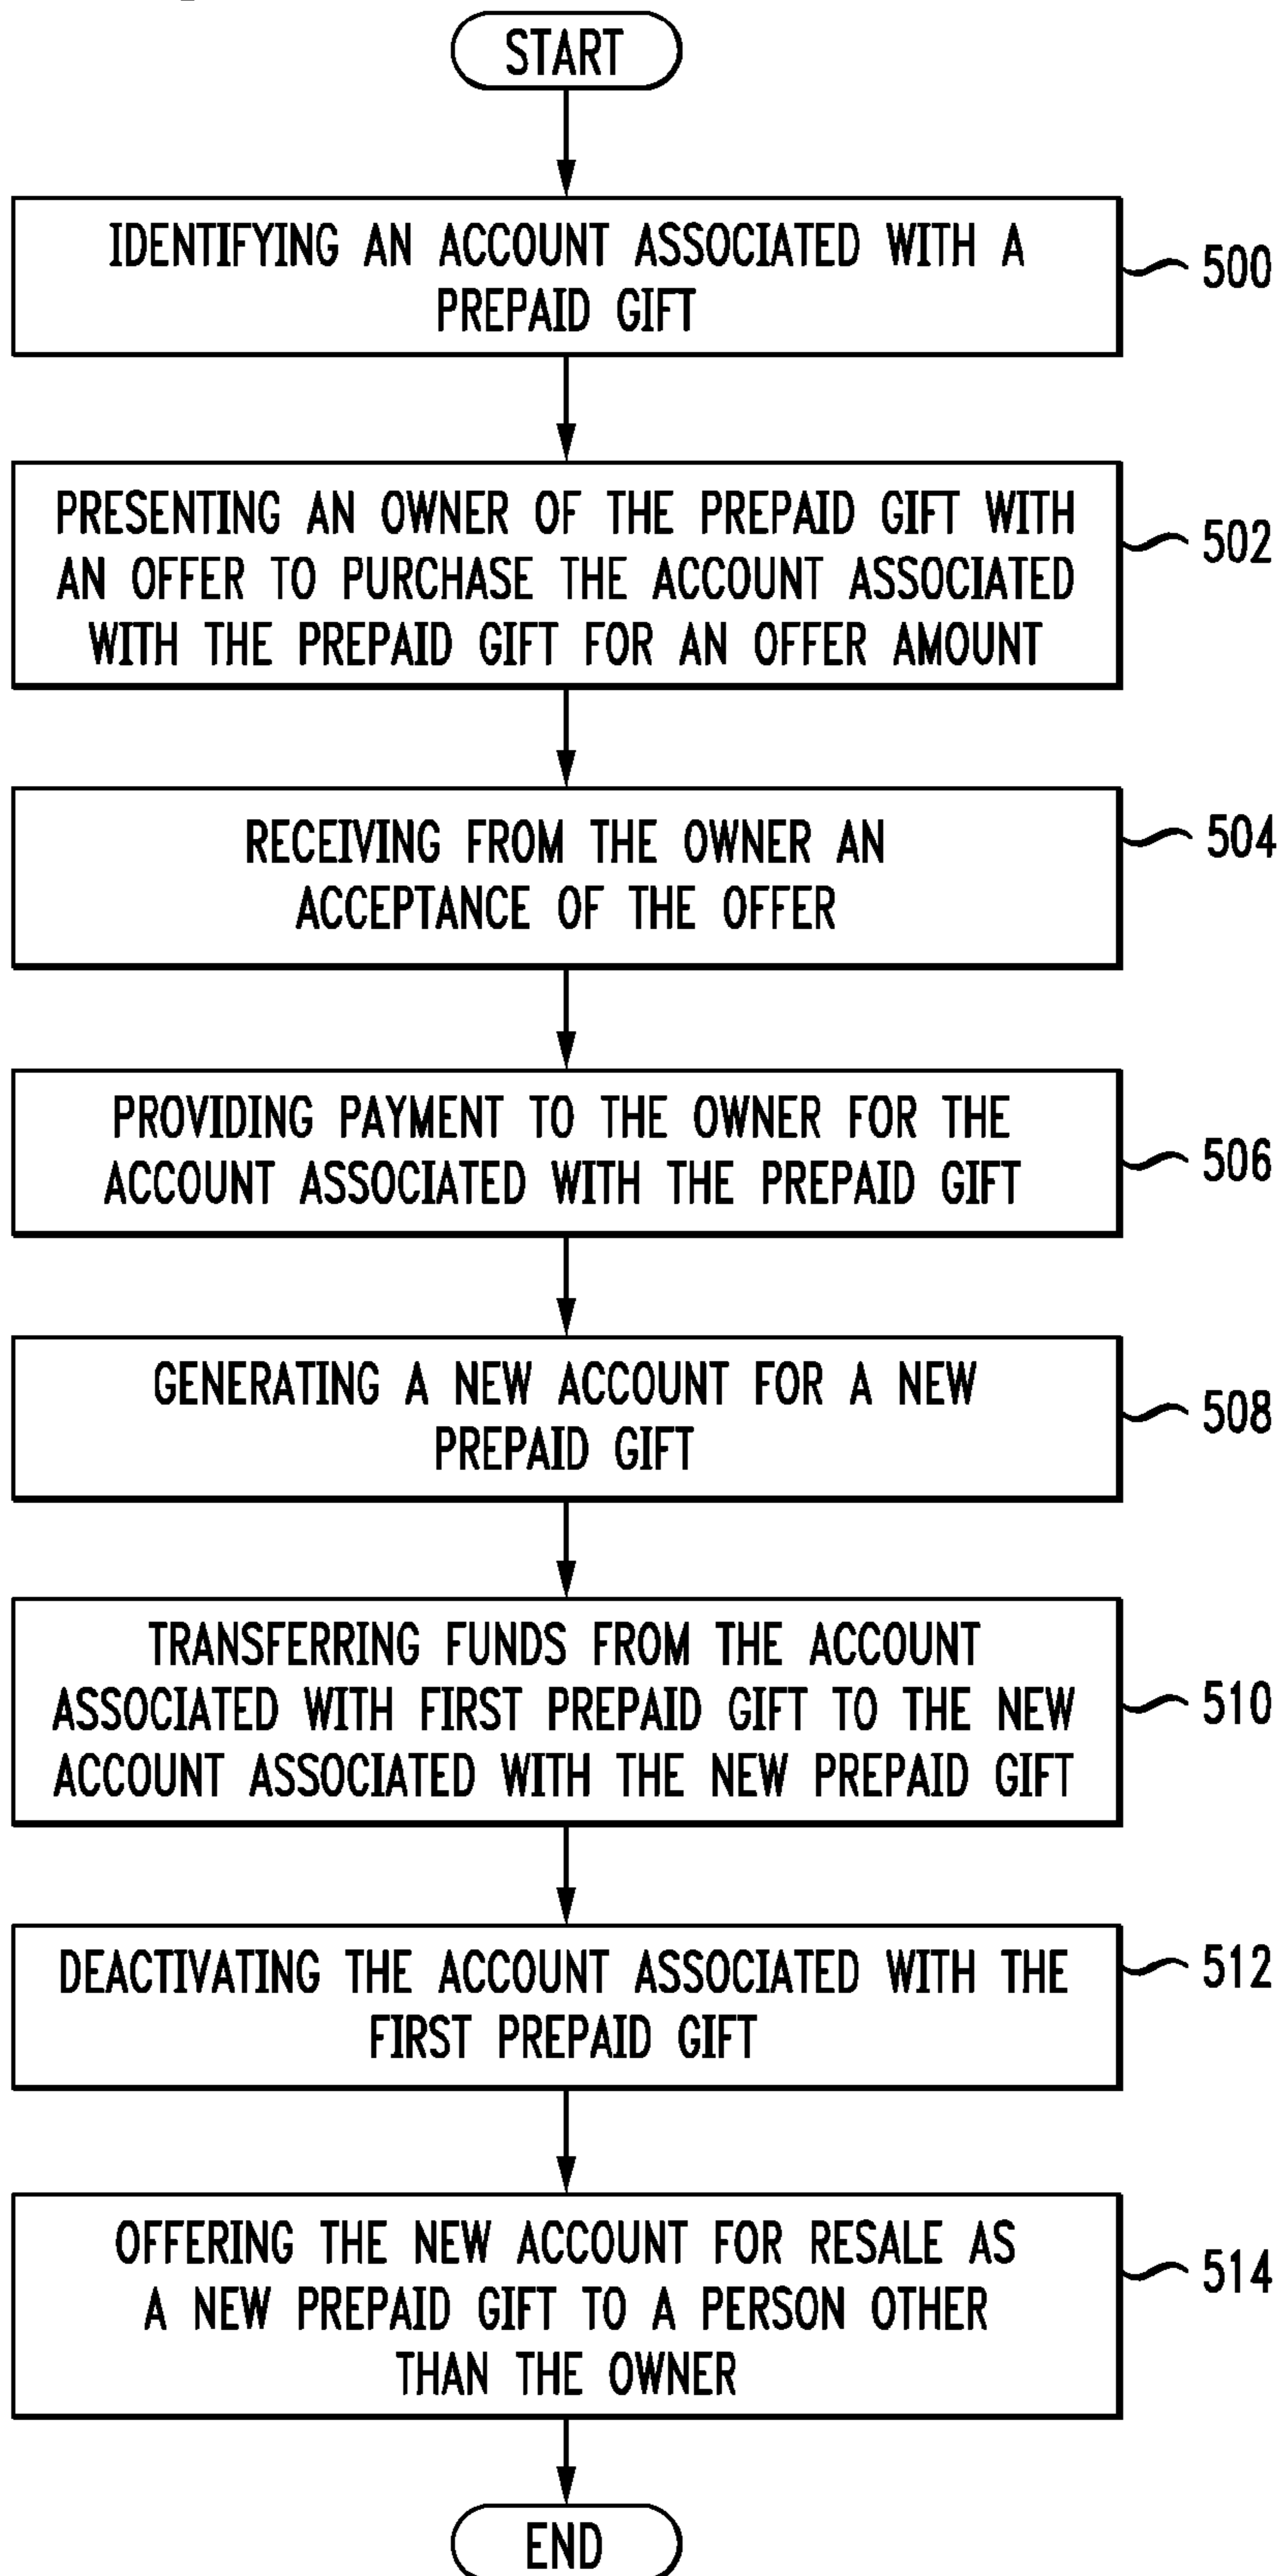 START
IDENTIFYING AN ACCOUNT ASSOCIATED WITH A
PREPAID GIFT
500
PRESENTING AN OWNER OF THE PREPAID GIFT WITH
AN OFFER TO PURCHASE THE ACCOUNT ASSOCIATED
WITH THE PREPAID GIFT FOR AN OFFER AMOUNT
502
RECEIVING FROM THE OWNER AN
ACCEPTANCE OF THE OFFER
504
PROVIDING PAYMENT TO THE OWNER FOR THE
ACCOUNT ASSOCIATED WITH THE PREPAID GIFT
506
GENERATING A NEW ACCOUNT FOR A NEW
PREPAID GIFT
508
TRANSFERRING FUNDS FROM THE ACCOUNT
ASSOCIATED WITH FIRST PREPAID GIFT TO THE NEW
ACCOUNT ASSOCIATED WITH THE NEW PREPAID GIFT
510
DEACTIVATING THE ACCOUNT ASSOCIATED WITH THE
FIRST PREPAID GIFT
512
OFFERING THE NEW ACCOUNT FOR RESALE AS
A NEW PREPAID GIFT TO A PERSON OTHER
THAN THE OWNER
514
END